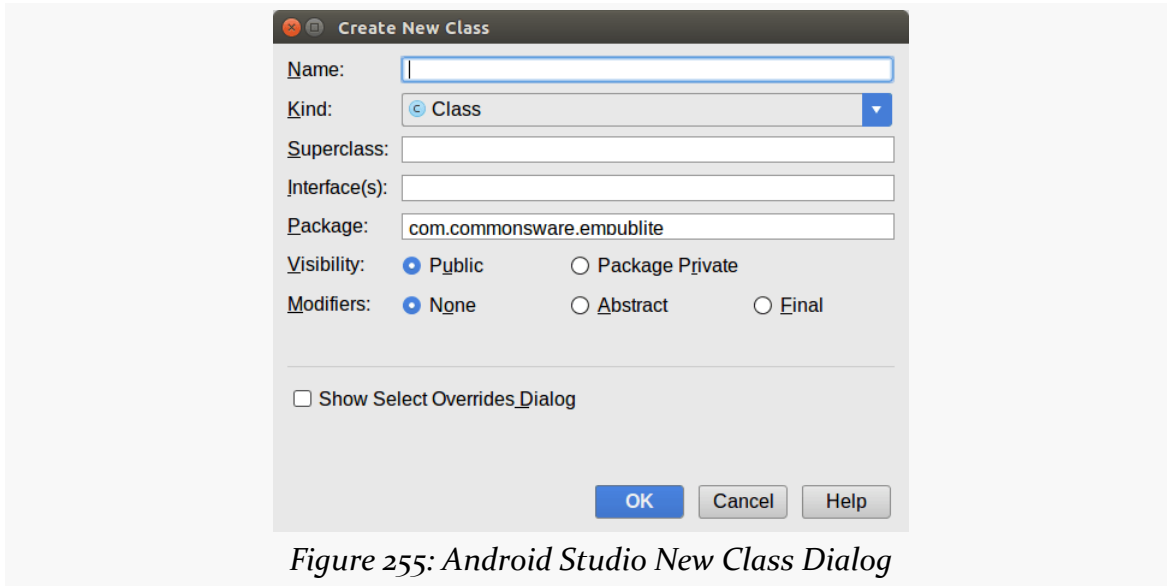 Create New Class
Name:
Kind: C Class
Superclass:
Interface(s):
Package: com.commonsware.empublite
Visibility: Public Package Private
Modifiers: None Abstract Final
Show Select Overrides Dialog
OK Cancel Help
Figure 255: Android Studio New Class Dialog